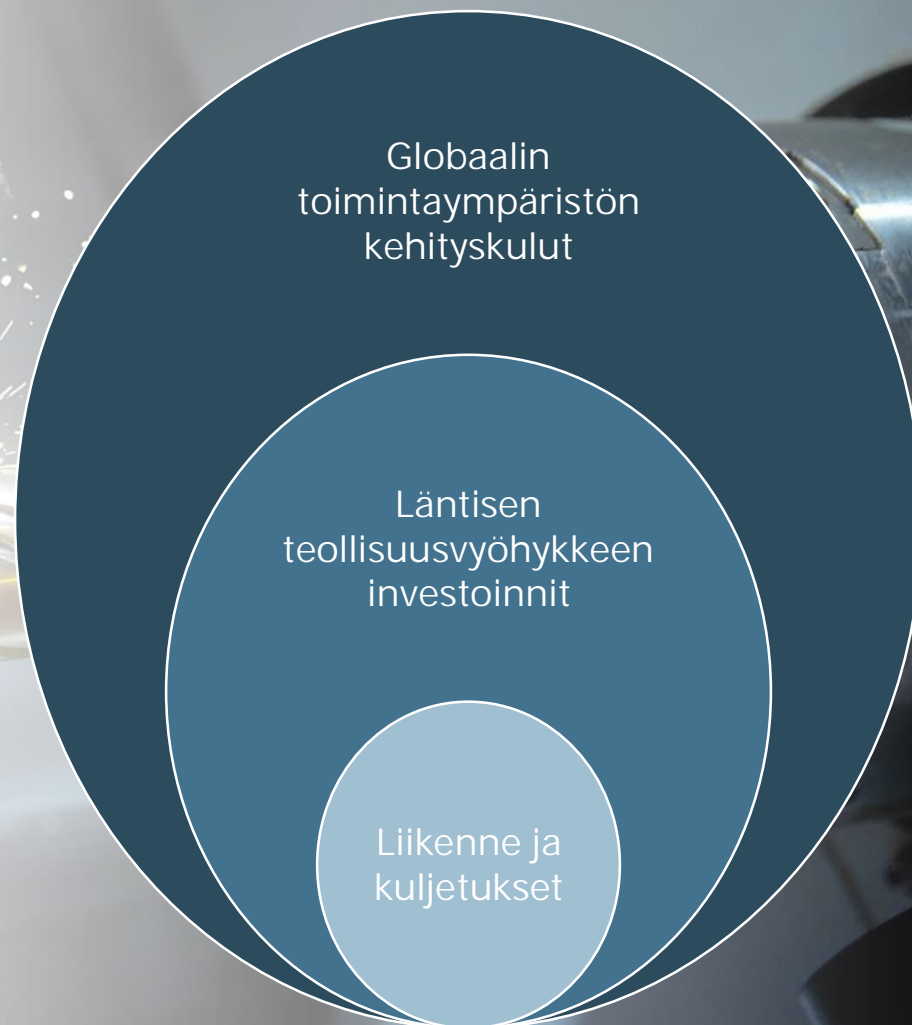 Globaalin
toimintaympäristön
kehityskulut
Läntisen
teollisuusvyöhykkeen
investoinnit
Liikenne ja
kuljetukset